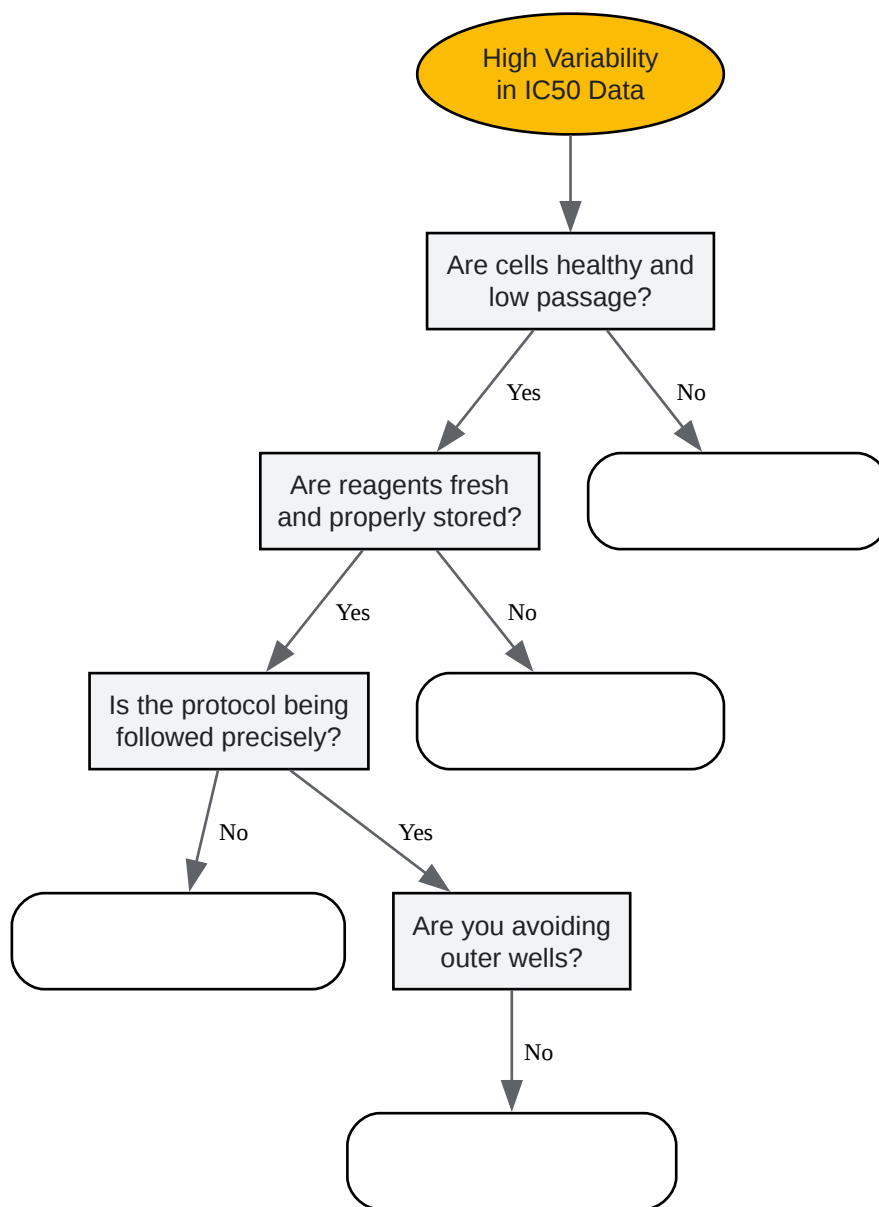 High Variability
in IC50 Data
Are cells healthy and
low passage?
Yes
No
Are reagents fresh
and properly stored?
Yes
No
Is the protocol being
followed precisely?
No
Yes
Are you avoiding
outer wells?
No